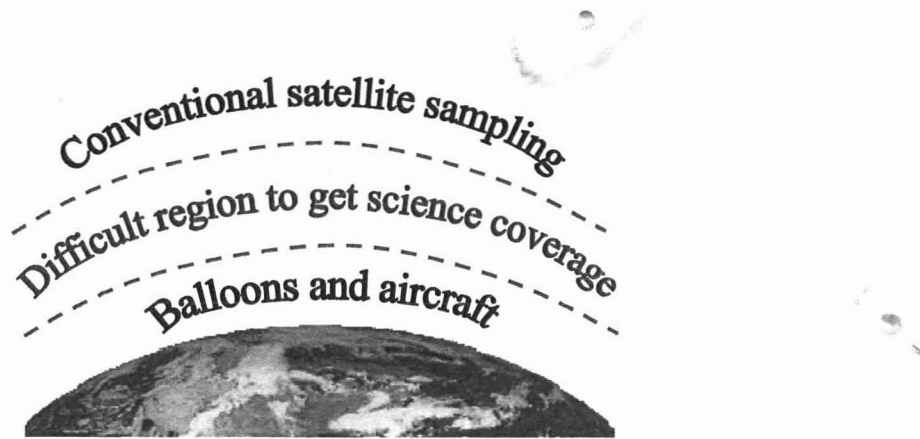 Conventional satellite sampling
Difficult region to get science coverage
Balloons and aircraft